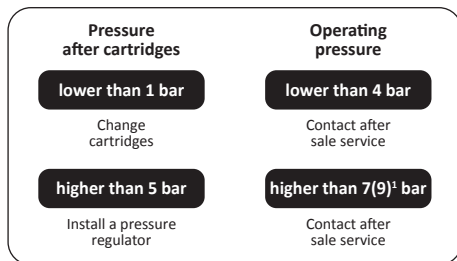 Pressure
after cartridges
lower than 1 bar
Change
cartridges
higher than 5 bar
Install a pressure
regulator
Operating
pressure
lower than 4 bar
Contact after
sale service
higher than 7(9)¹ bar
Contact after
sale service